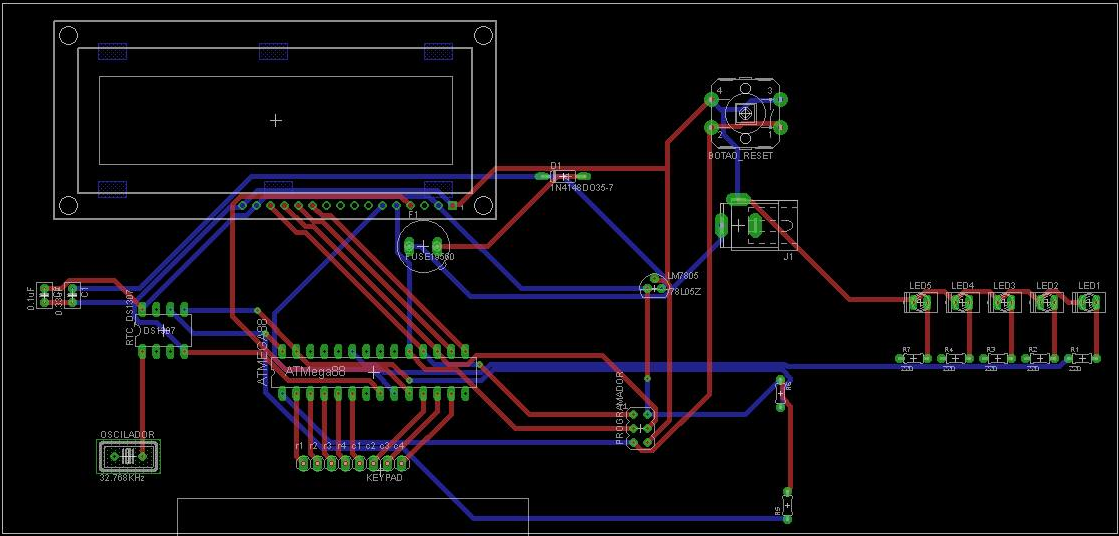 4
3
2
1
BOTAO_RESET
D1
1N4148DO35-7
F1
FUSE19560
J1
LM7805
78L05Z
LED5
LED4
LED3
LED2
LED1
0.1uF
C1
RTC_DS1307
DS1307
ATMEGA88
ATMega88
R7
R4
R3
R2
R1
PROGRAMADOR
R6
OSCILADOR
32.768KHz
r1 r2 r3 r4 c1 c2 c3 c4
KEYPAD
R5